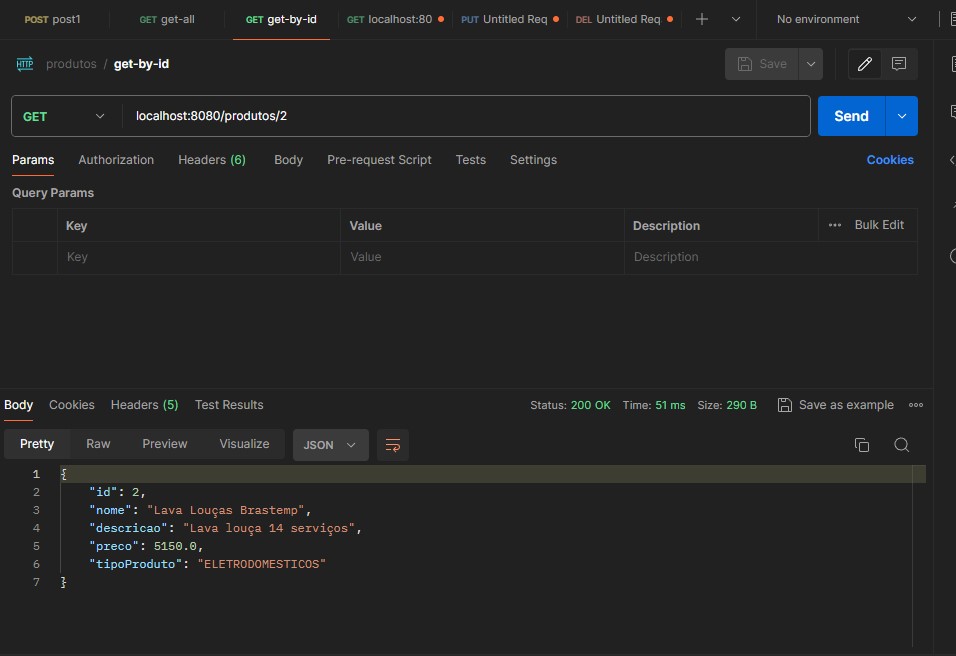 POST post1 GET get-all GET get-by-id GET localhost:80 PUT Untitled Req DEL Untitled Req No environment
HTTP produtos / get-by-id Save
GET localhost:8080/produtos/2 Send
Params Authorization Headers (6) Body Pre-request Script Tests Settings Cookies
Query Params
Key Value Description Bulk Edit
Key Value Description
Body Cookies Headers (5) Test Results Status: 200 OK Time: 51 ms Size: 290 B Save as example
Pretty Raw Preview Visualize JSON
1 {
2 "id": 2,
3 "nome": "Lava Louças Brastemp",
4 "descricao": "Lava louça 14 serviços",
5 "preco": 5150.0,
6 "tipoProduto": "ELETRODOMESTICOS"
7 }